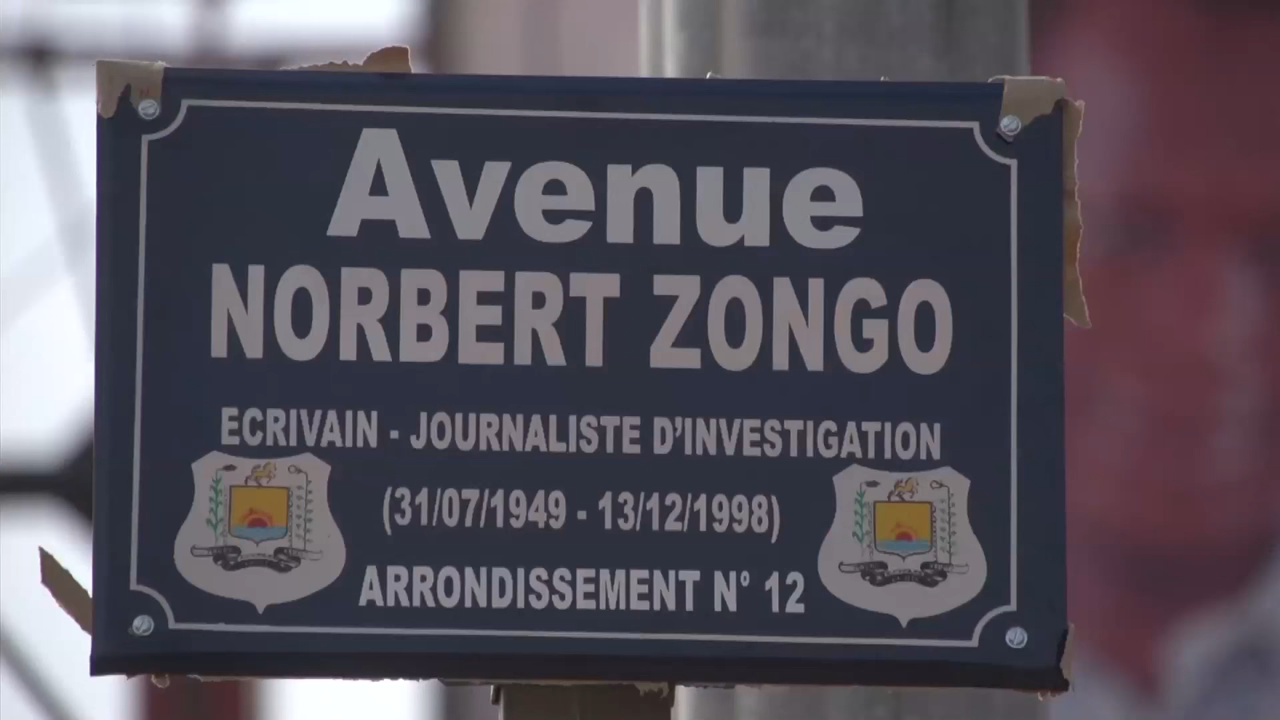 Avenue
NORBERT ZONGO
ECRIVAIN - JOURNALISTE D'INVESTIGATION
(31/07/1949 - 13/12/1998)
ARRONDISSEMENT N° 12